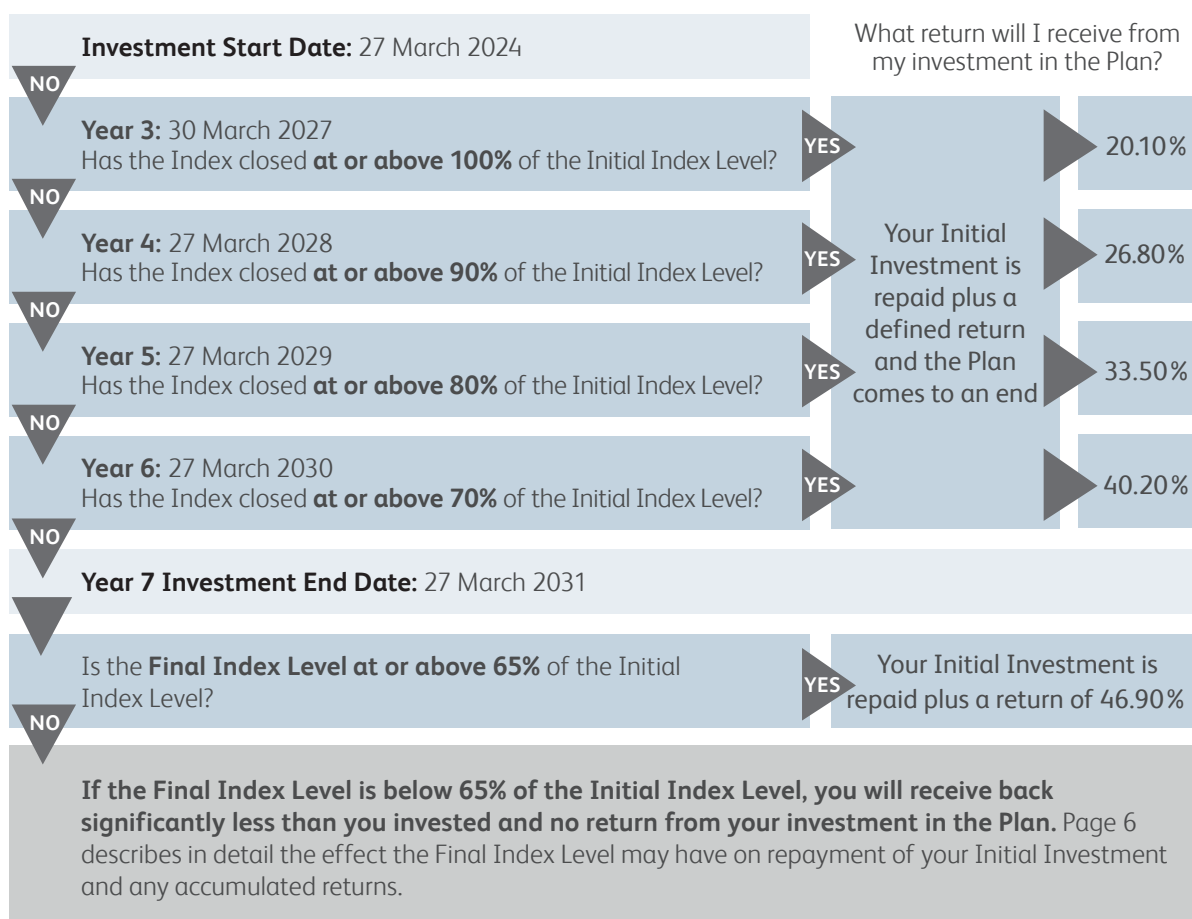 Investment Start Date: 27 March 2024
What return will I receive from
my investment in the Plan?
NO
Year 3: 30 March 2027
Has the Index closed at or above 100% of the Initial Index Level?
YES
20.10%
NO
Year 4: 27 March 2028
Has the Index closed at or above 90% of the Initial Index Level?
YES
Your Initial
Investment is
repaid plus a
defined return
and the Plan
comes to an end
26.80%
NO
Year 5: 27 March 2029
Has the Index closed at or above 80% of the Initial Index Level?
YES
33.50%
NO
Year 6: 27 March 2030
Has the Index closed at or above 70% of the Initial Index Level?
YES
40.20%
NO
Year 7 Investment End Date: 27 March 2031
Is the Final Index Level at or above 65% of the Initial
Index Level?
YES
Your Initial Investment is
repaid plus a return of 46.90%
NO
If the Final Index Level is below 65% of the Initial Index Level, you will receive back
significantly less than you invested and no return from your investment in the Plan. Page 6
describes in detail the effect the Final Index Level may have on repayment of your Initial Investment
and any accumulated returns.